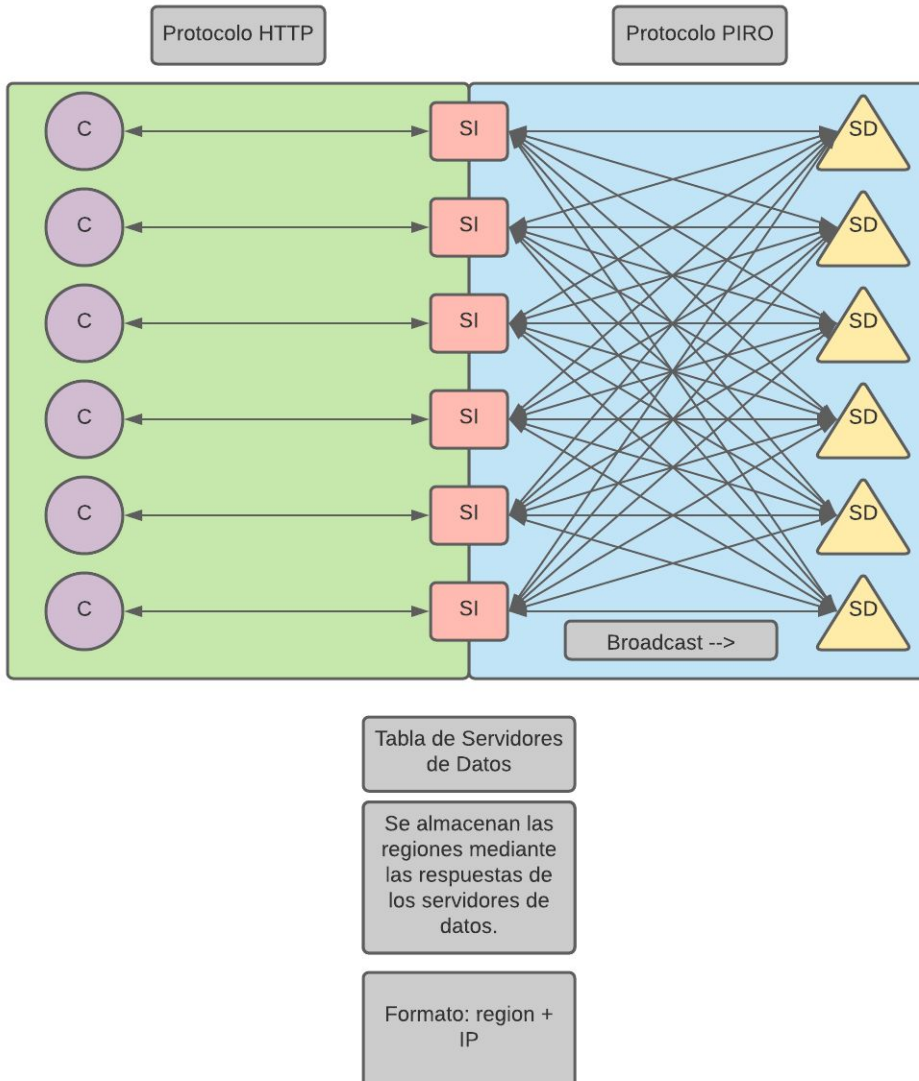 Protocolo HTTP
Protocolo PIRO
C
SI
SD
C
SI
SD
C
SI
SD
C
SI
SD
C
SI
SD
C
SI
SD
Broadcast -->
Tabla de Servidores
de Datos
Se almacenan las
regiones mediante
las respuestas de
los servidores de
datos.
Formato: region +
IP